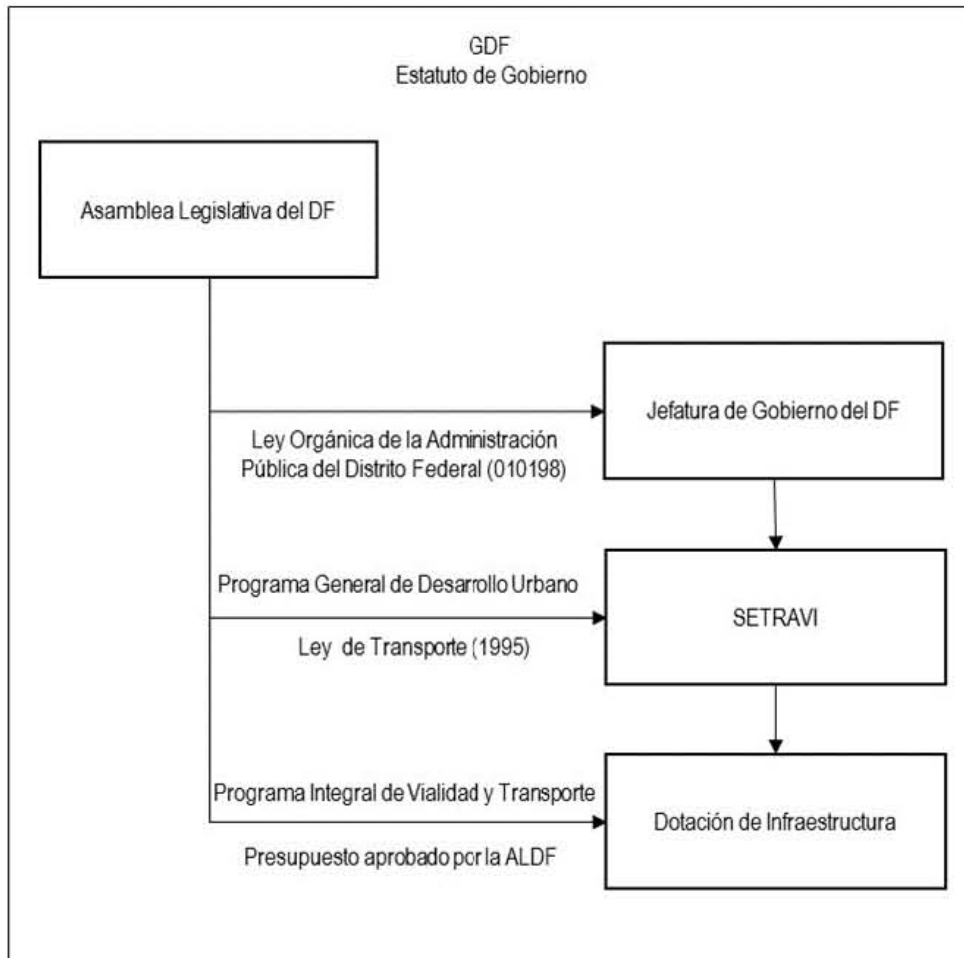 GDF
Estatuto de Gobierno
Asamblea Legislativa del DF
Jefatura de Gobierno del DF
Ley Orgánica de la Administración
Pública del Distrito Federal (010198)
Programa General de Desarrollo Urbano
SETRAVI
Ley de Transporte (1995)
Programa Integral de Vialidad y Transporte
Dotación de Infraestructura
Presupuesto aprobado por la ALDF